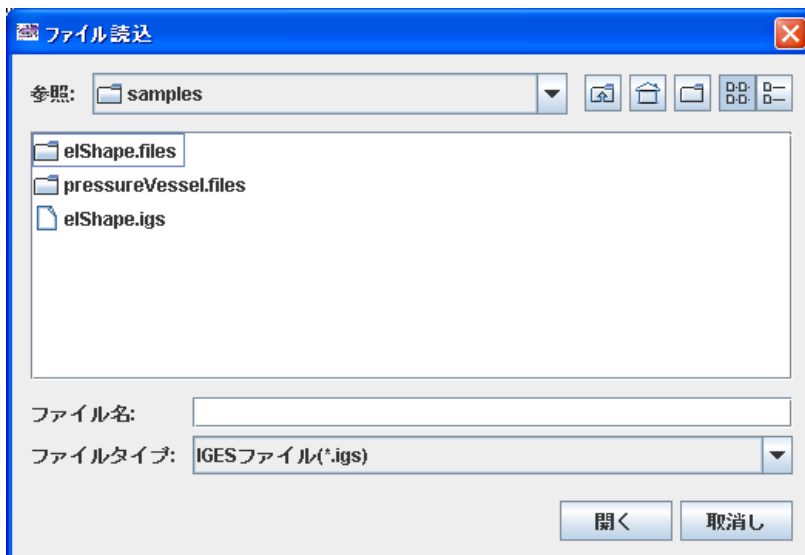 ファイル読込
参照: samples
elShape.files
pressureVessel.files
elShape.igs
ファイル名:
ファイルタイプ: IGESファイル(*.igs)
開く 取消し